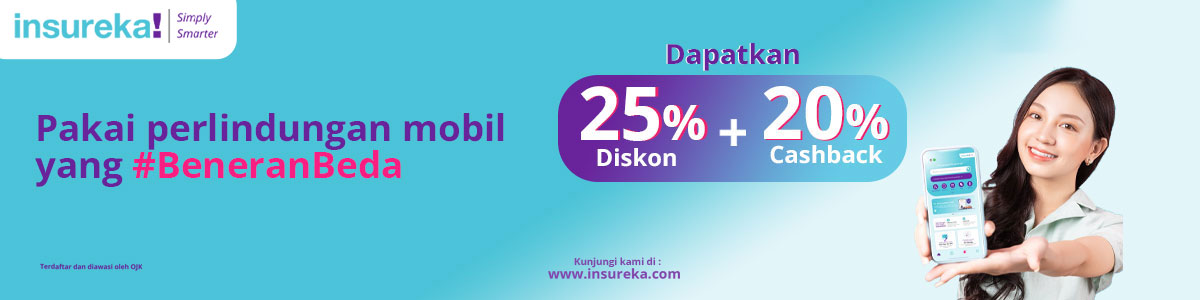 insureka!
Simply
Smarter
Dapatkan
25% + 20%
Diskon
Cashback
Pakai perlindungan mobil
yang #BeneranBeda
Terdaftar dan diawasi oleh OJK
Kunjungi kami di :
www.insureka.com